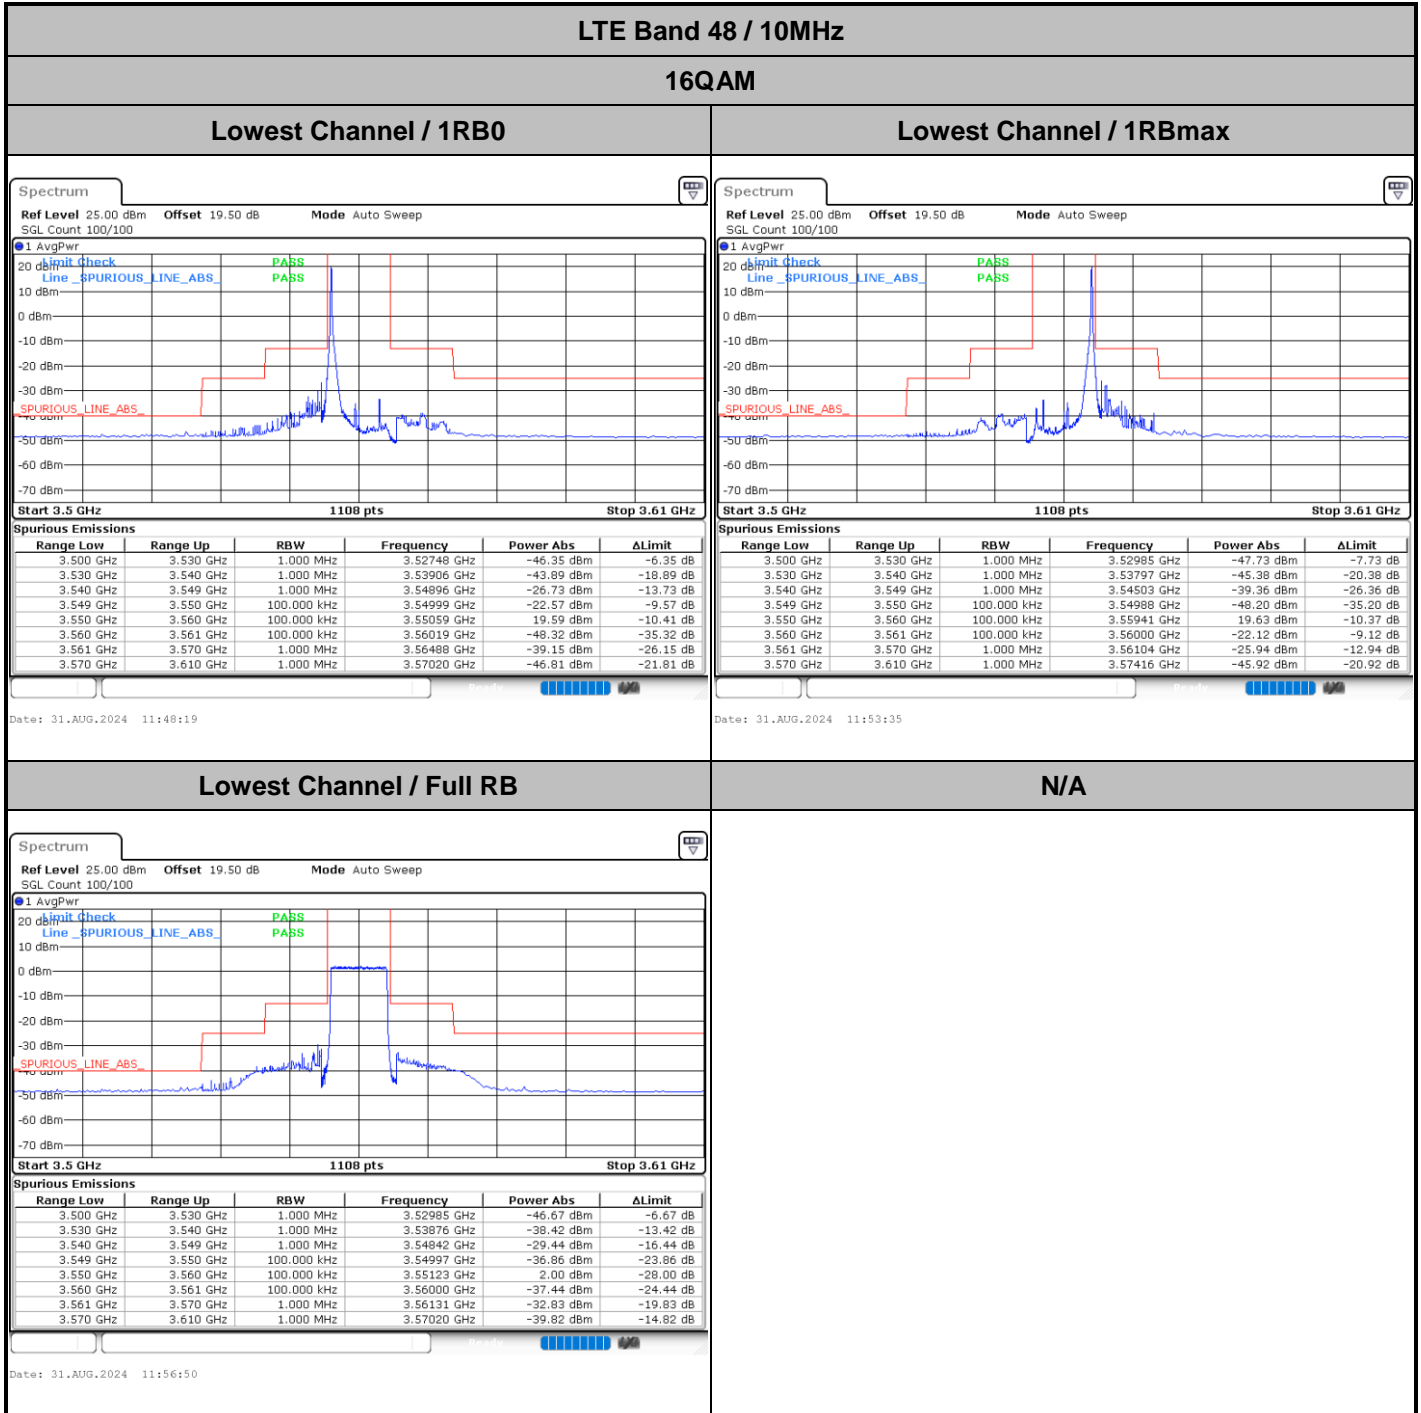 LTE Band 48 / 10MHz
16QAM
Lowest Channel / 1RB0
Lowest Channel / 1RBmax
Spectrum
Ref Level 25.00 dBm Offset 19.50 dB Mode Auto Sweep
SGL Count 100/100
1 AvgPwr
Limit Check PASS
Line _SPURIOUS_LINE_ABS_ PASS
20 dBm
10 dBm
0 dBm
-10 dBm
-20 dBm
-30 dBm
_SPURIOUS_LINE_ABS_
-40 dBm
-50 dBm
-60 dBm
-70 dBm
Start 3.5 GHz 1108 pts Stop 3.61 GHz
Spurious Emissions
Range Low Range Up RBW Frequency Power Abs ΔLimit
3.500 GHz 3.530 GHz 1.000 MHz 3.52748 GHz -46.35 dBm -6.35 dB
3.530 GHz 3.540 GHz 1.000 MHz 3.53906 GHz -43.89 dBm -18.89 dB
3.540 GHz 3.549 GHz 1.000 MHz 3.54896 GHz -26.73 dBm -13.73 dB
3.549 GHz 3.550 GHz 100.000 kHz 3.54999 GHz -22.57 dBm -9.57 dB
3.550 GHz 3.560 GHz 100.000 kHz 3.55059 GHz 19.59 dBm -10.41 dB
3.560 GHz 3.561 GHz 100.000 kHz 3.56019 GHz -48.32 dBm -35.32 dB
3.561 GHz 3.570 GHz 1.000 MHz 3.56488 GHz -39.15 dBm -26.15 dB
3.570 GHz 3.610 GHz 1.000 MHz 3.57020 GHz -46.81 dBm -21.81 dB
Ready
Date: 31.AUG.2024 11:48:19
Spectrum
Ref Level 25.00 dBm Offset 19.50 dB Mode Auto Sweep
SGL Count 100/100
1 AvgPwr
Limit Check PASS
Line _SPURIOUS_LINE_ABS_ PASS
20 dBm
10 dBm
0 dBm
-10 dBm
-20 dBm
-30 dBm
_SPURIOUS_LINE_ABS_
-40 dBm
-50 dBm
-60 dBm
-70 dBm
Start 3.5 GHz 1108 pts Stop 3.61 GHz
Spurious Emissions
Range Low Range Up RBW Frequency Power Abs ΔLimit
3.500 GHz 3.530 GHz 1.000 MHz 3.52985 GHz -47.73 dBm -7.73 dB
3.530 GHz 3.540 GHz 1.000 MHz 3.53797 GHz -45.38 dBm -20.38 dB
3.540 GHz 3.549 GHz 1.000 MHz 3.54503 GHz -39.36 dBm -26.36 dB
3.549 GHz 3.550 GHz 100.000 kHz 3.54988 GHz -48.20 dBm -35.20 dB
3.550 GHz 3.560 GHz 100.000 kHz 3.55941 GHz 19.63 dBm -10.37 dB
3.560 GHz 3.561 GHz 100.000 kHz 3.56000 GHz -22.12 dBm -9.12 dB
3.561 GHz 3.570 GHz 1.000 MHz 3.56104 GHz -25.94 dBm -12.94 dB
3.570 GHz 3.610 GHz 1.000 MHz 3.57416 GHz -45.92 dBm -20.92 dB
Ready
Date: 31.AUG.2024 11:53:35
Lowest Channel / Full RB
N/A
Spectrum
Ref Level 25.00 dBm Offset 19.50 dB Mode Auto Sweep
SGL Count 100/100
1 AvgPwr
Limit Check PASS
Line _SPURIOUS_LINE_ABS_ PASS
20 dBm
10 dBm
0 dBm
-10 dBm
-20 dBm
-30 dBm
_SPURIOUS_LINE_ABS_
-40 dBm
-50 dBm
-60 dBm
-70 dBm
Start 3.5 GHz 1108 pts Stop 3.61 GHz
Spurious Emissions
Range Low Range Up RBW Frequency Power Abs ΔLimit
3.500 GHz 3.530 GHz 1.000 MHz 3.52985 GHz -46.67 dBm -6.67 dB
3.530 GHz 3.540 GHz 1.000 MHz 3.53876 GHz -38.42 dBm -13.42 dB
3.540 GHz 3.549 GHz 1.000 MHz 3.54842 GHz -29.44 dBm -16.44 dB
3.549 GHz 3.550 GHz 100.000 kHz 3.54997 GHz -36.86 dBm -23.86 dB
3.550 GHz 3.560 GHz 100.000 kHz 3.55123 GHz 2.00 dBm -28.00 dB
3.560 GHz 3.561 GHz 100.000 kHz 3.56000 GHz -37.44 dBm -24.44 dB
3.561 GHz 3.570 GHz 1.000 MHz 3.56131 GHz -32.83 dBm -19.83 dB
3.570 GHz 3.610 GHz 1.000 MHz 3.57020 GHz -39.82 dBm -14.82 dB
Ready
Date: 31.AUG.2024 11:56:50